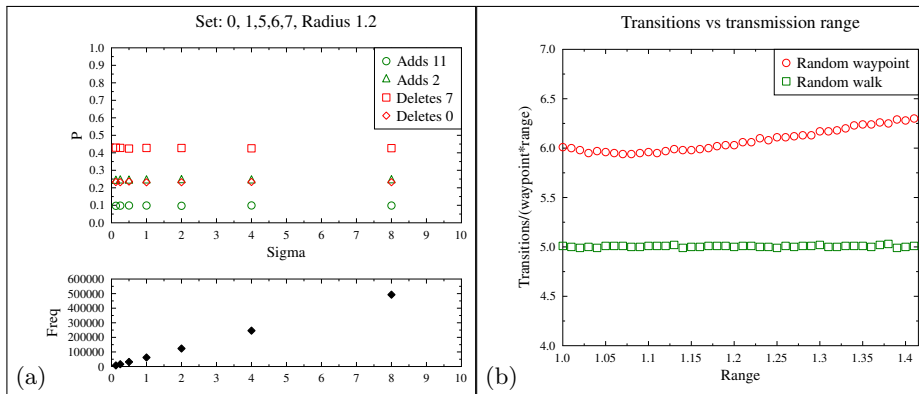 Set: 0, 1,5,6,7, Radius 1.2
1.0
0.9
0.8
0.7
0.6
0.5
0.4
0.3
0.2
0.1
0.0
P
Adds 11
Adds 2
Deletes 7
Deletes 0
0 1 2 3 4 5 6 7 8 9 10
Sigma
600000
500000
400000
300000
200000
100000
0
Freq
0 1 2 3 4 5 6 7 8 9 10
(a)
Transitions vs transmission range
7.0
6.25
6.0
5.0
4.75
4.0
Transitions/(waypoint*range)
Random waypoint
Random walk
1.0 1.05 1.1 1.15 1.2 1.25 1.3 1.35 1.4
Range
(b)